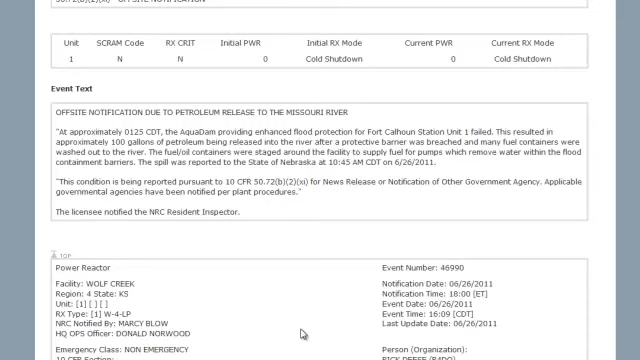 50.72(b)(2)(xi) - OFFSITE NOTIFICATION
Unit SCRAM Code RX CRIT Initial PWR Initial RX Mode Current PWR Current RX Mode
1 N N 0 Cold Shutdown 0 Cold Shutdown
Event Text
OFFSITE NOTIFICATION DUE TO PETROLEUM RELEASE TO THE MISSOURI RIVER
"At approximately 0125 CDT, the AquaDam providing enhanced flood protection for Fort Calhoun Station Unit 1 failed. This resulted in
approximately 100 gallons of petroleum being released into the river after a protective barrier was breached and many fuel containers were
washed out to the river. The fuel/oil containers were staged around the facility to supply fuel for pumps which remove water within the flood
containment barriers. The spill was reported to the State of Nebraska at 10:45 AM CDT on 6/26/2011.
"This condition is being reported pursuant to 10 CFR 50.72(b)(2)(xi) for News Release or Notification of Other Government Agency. Applicable
governmental agencies have been notified per plant procedures."
The licensee notified the NRC Resident Inspector.
TOP
Power Reactor Event Number: 46990
Facility: WOLF CREEK Notification Date: 06/26/2011
Region: 4 State: KS Notification Time: 18:00 [ET]
Unit: [1] [ ] [ ] Event Date: 06/26/2011
RX Type: [1] W-4-LP Event Time: 16:09 [CDT]
NRC Notified By: MARCY BLOW Last Update Date: 06/26/2011
HQ OPS Officer: DONALD NORWOOD
Emergency Class: NON EMERGENCY Person (Organization):
10 CFR Section: